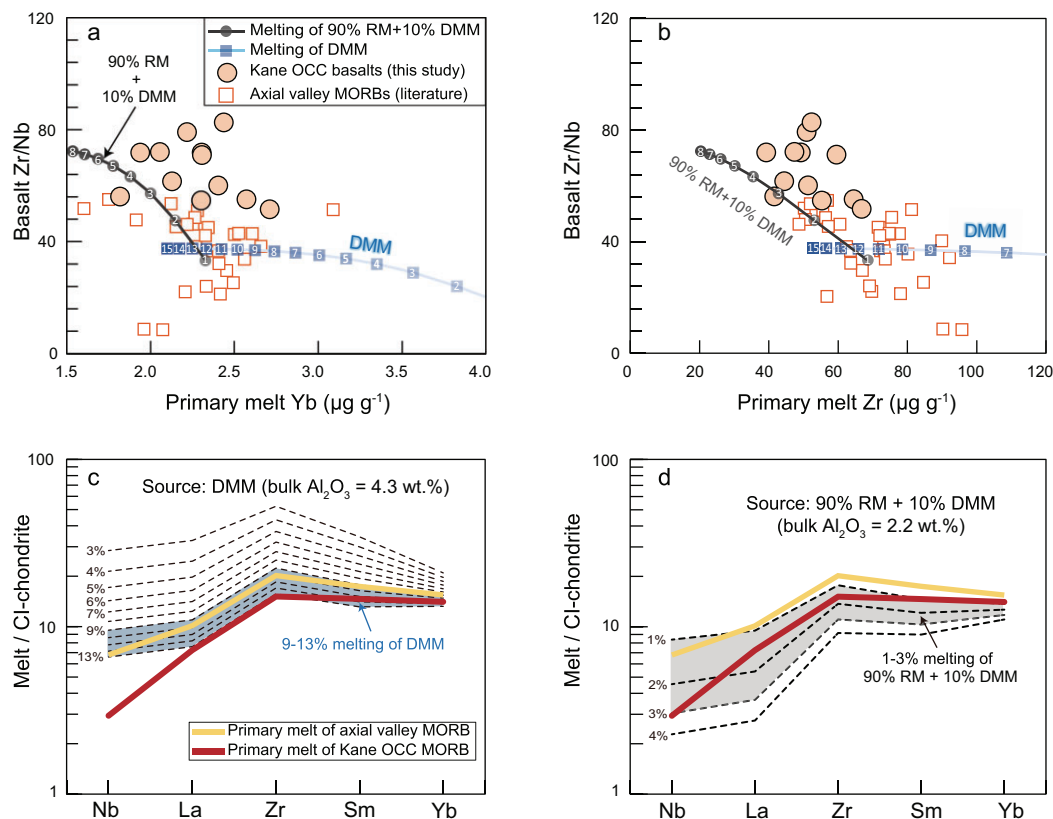 a
120
80
40
0
Basalt Zr/Nb
90% RM
+
10% DMM
Melting of 90% RM+10% DMM
Melting of DMM
Kane OCC basalts (this study)
Axial valley MORBs (literature)
8 7 6 5 4 3 2 1
15 14 13 12 11 10 9 8 7 6 5 4 3 2
DMM
1.5 2.0 2.5 3.0 3.5 4.0
Primary melt Yb (µg g⁻¹)
b
120
80
40
0
Basalt Zr/Nb
8 7 6 5 4 3 2 1
90% RM+10% DMM
15 14 13 12 11 10 9 8 7
DMM
0 20 40 60 80 100 120
Primary melt Zr (µg g⁻¹)
c
100
10
1
Melt / CI-chondrite
Source: DMM (bulk Al₂O₃ = 4.3 wt.%)
3%
4%
5%
6%
7%
9%
13%
9-13% melting of DMM
Primary melt of axial valley MORB
Primary melt of Kane OCC MORB
Nb La Zr Sm Yb
d
100
10
1
Melt / CI-chondrite
Source: 90% RM + 10% DMM
(bulk Al₂O₃ = 2.2 wt.%)
1%
2%
3%
4%
1-3% melting of
90% RM + 10% DMM
Nb La Zr Sm Yb